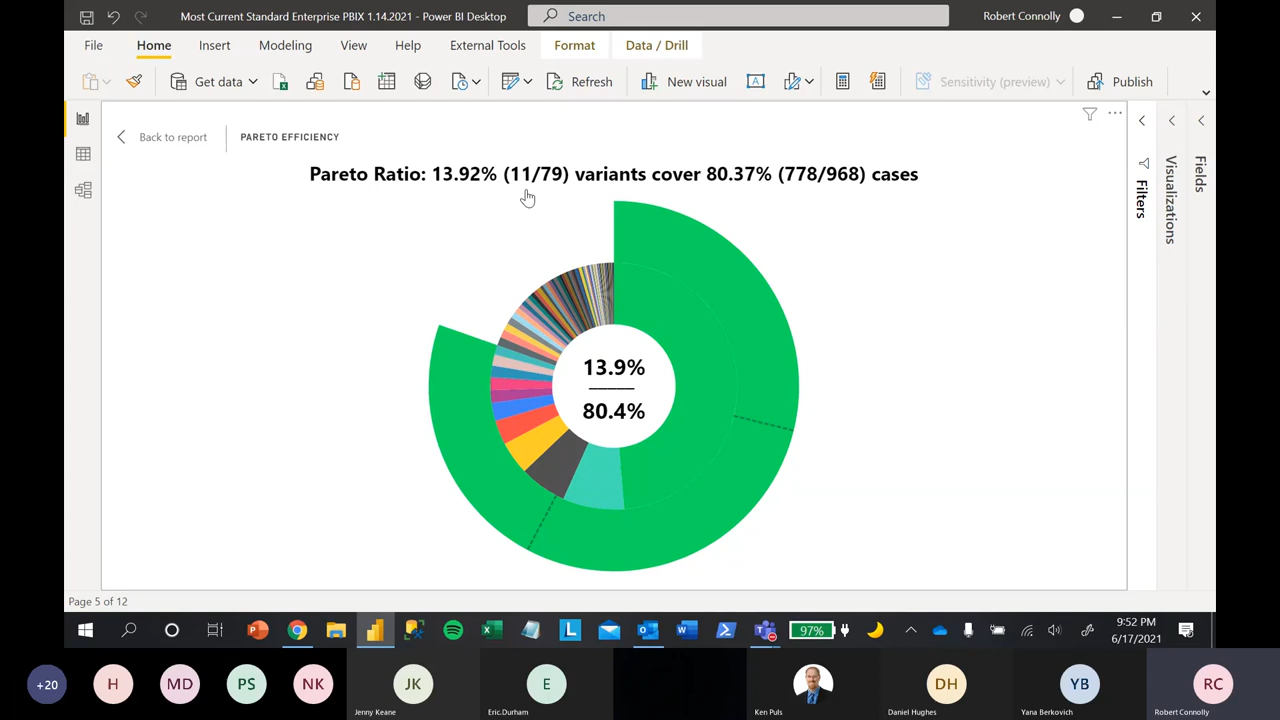 Most Current Standard Enterprise PBIX 1.14.2021 - Power BI Desktop
Search
Robert Connolly
File Home Insert Modeling View Help External Tools Format Data / Drill
Get data Refresh New visual Sensitivity (preview) Publish
Back to report PARETO EFFICIENCY
Pareto Ratio: 13.92% (11/79) variants cover 80.37% (778/968) cases
13.9%
80.4%
Filters
Visualizations
Fields
Page 5 of 12
97%
9:52 PM
6/17/2021
+20 H MD PS NK JK E DH YB RC
Jenny Keane Eric.Durham Ken Puls Daniel Hughes Yana Berkovich Robert Connolly